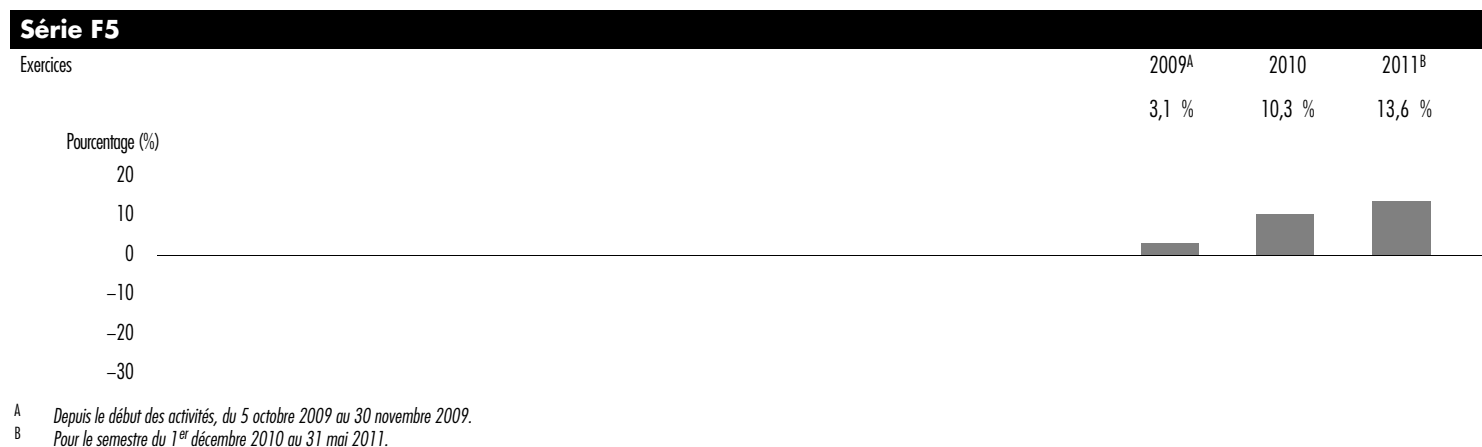 Série F5
Exercices 2009A 2010 2011B
3,1 % 10,3 % 13,6 %
Pourcentage (%)
20
10
0
–10
–20
–30
A Depuis le début des activités, du 5 octobre 2009 au 30 novembre 2009.
B Pour le semestre du 1er décembre 2010 au 31 mai 2011.